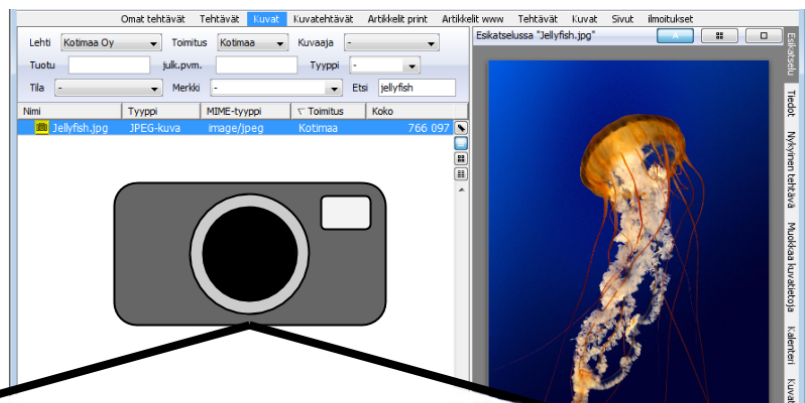 Omat tehtävät Tehtävät Kuvat Kuvatehtävät Artikkelit print Artikkelit www Tehtävät Kuvat Sivut ilmoitukset
Lehti Kotimaa Oy Toimitus Kotimaa Kuvaaja -
Tuotu julk.pvm. Tyyppi -
Tila - Merkki - Etsi jellyfish
Nimi Tyyppi MIME-tyyppi Toimitus Koko
Jellyfish.jpg JPEG-kuva image/jpeg Kotimaa 766 097
Esikatselussa "Jellyfish.jpg"
A
Esikatselu
Tiedot
Nykyinen tehtävä
Muokkaa kuvatietoja
Kalenteri